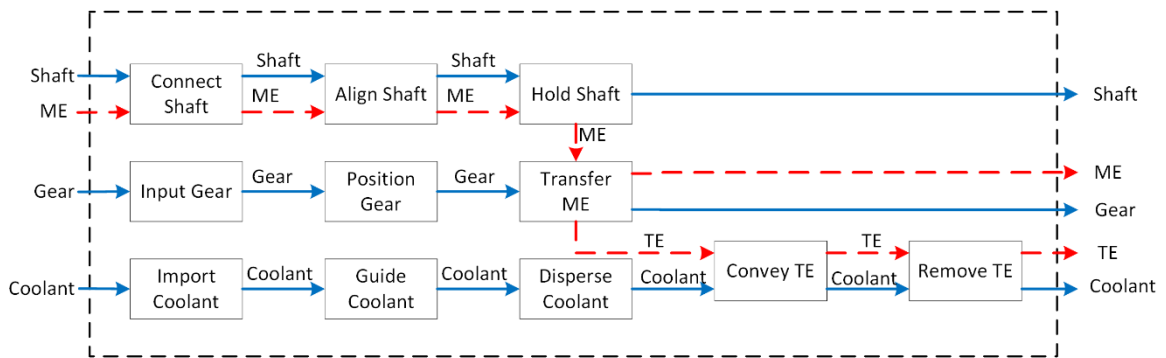 Shaft
ME
Connect
Shaft
Shaft
ME
Align Shaft
Shaft
ME
Hold Shaft
Shaft
ME
Gear
Input Gear
Gear
Position
Gear
Gear
Transfer
ME
ME
Gear
TE
TE
TE
Coolant
Import
Coolant
Coolant
Guide
Coolant
Coolant
Disperse
Coolant
Coolant
Convey TE
Coolant
Remove TE
Coolant